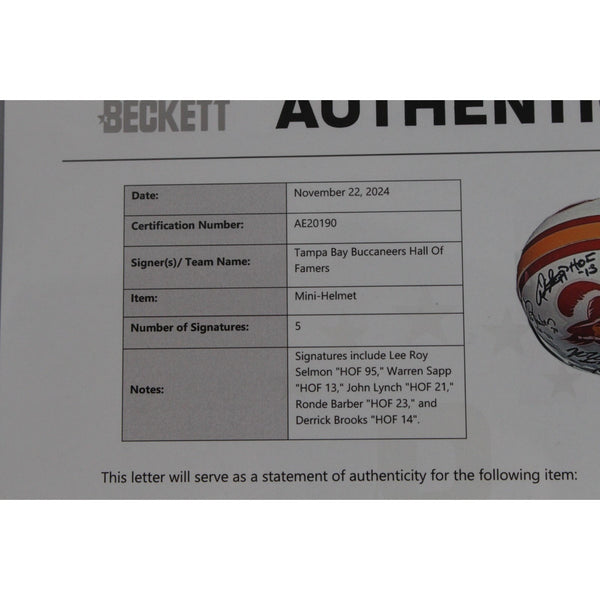 BECKETT
Date: November 22, 2024
Certification Number: AE20190
Signer(s)/ Team Name: Tampa Bay Buccaneers Hall Of
Famers
Item: Mini-Helmet
Number of Signatures: 5
Notes: Signatures include Lee Roy
Selmon "HOF 95," Warren Sapp
"HOF 13," John Lynch "HOF 21,"
Ronde Barber "HOF 23," and
Derrick Brooks "HOF 14".
HOF
'13
This letter will serve as a statement of authenticity for the following item: